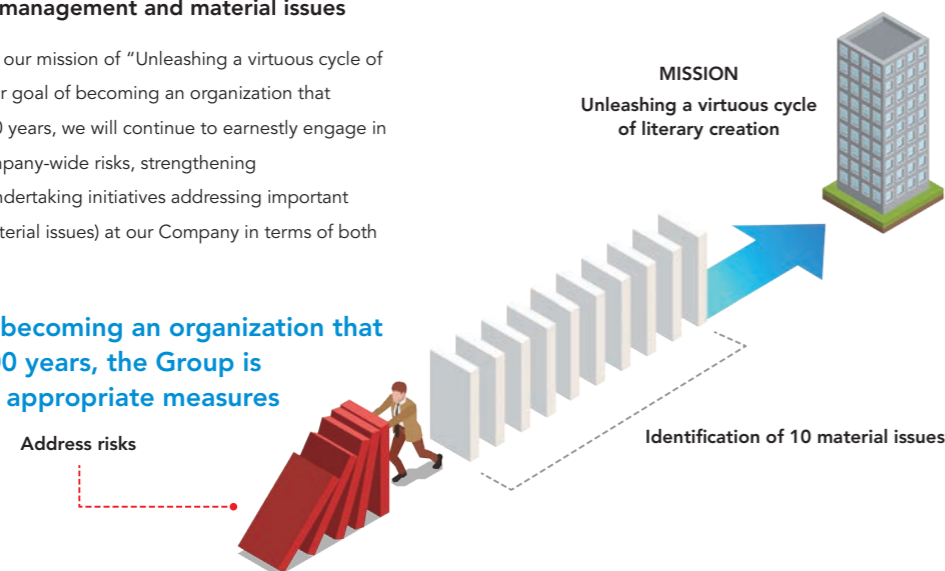 management and material issues
our mission of “Unleashing a virtuous cycle of
r goal of becoming an organization that
0 years, we will continue to earnestly engage in
mpany-wide risks, strengthening
ndertaking initiatives addressing important
terial issues) at our Company in terms of both
becoming an organization that
00 years, the Group is
appropriate measures
Address risks
MISSION
Unleashing a virtuous cycle
of literary creation
Identification of 10 material issues